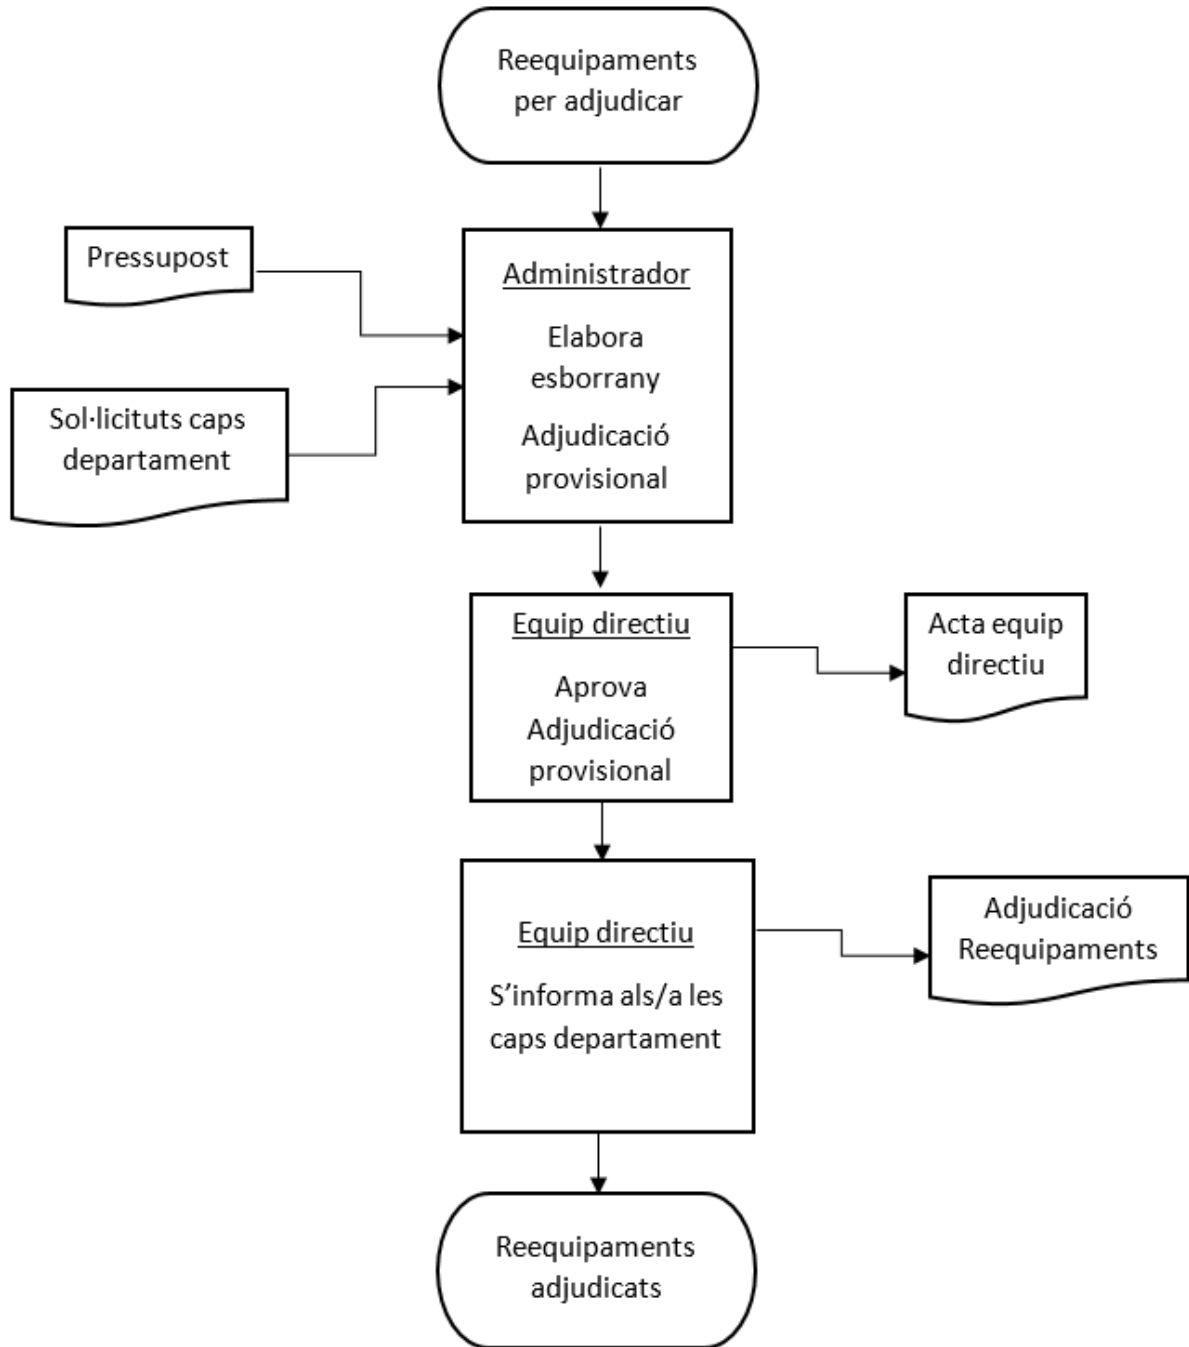 Reequipaments
per adjudicar
Pressupost
Sol·licituts caps
departament
Administrador
Elabora
esborrany
Adjudicació
provisional
Equip directiu
Aprova
Adjudicació
provisional
Acta equip
directiu
Equip directiu
S'informa als/a les
caps departament
Adjudicació
Reequipaments
Reequipaments
adjudicats